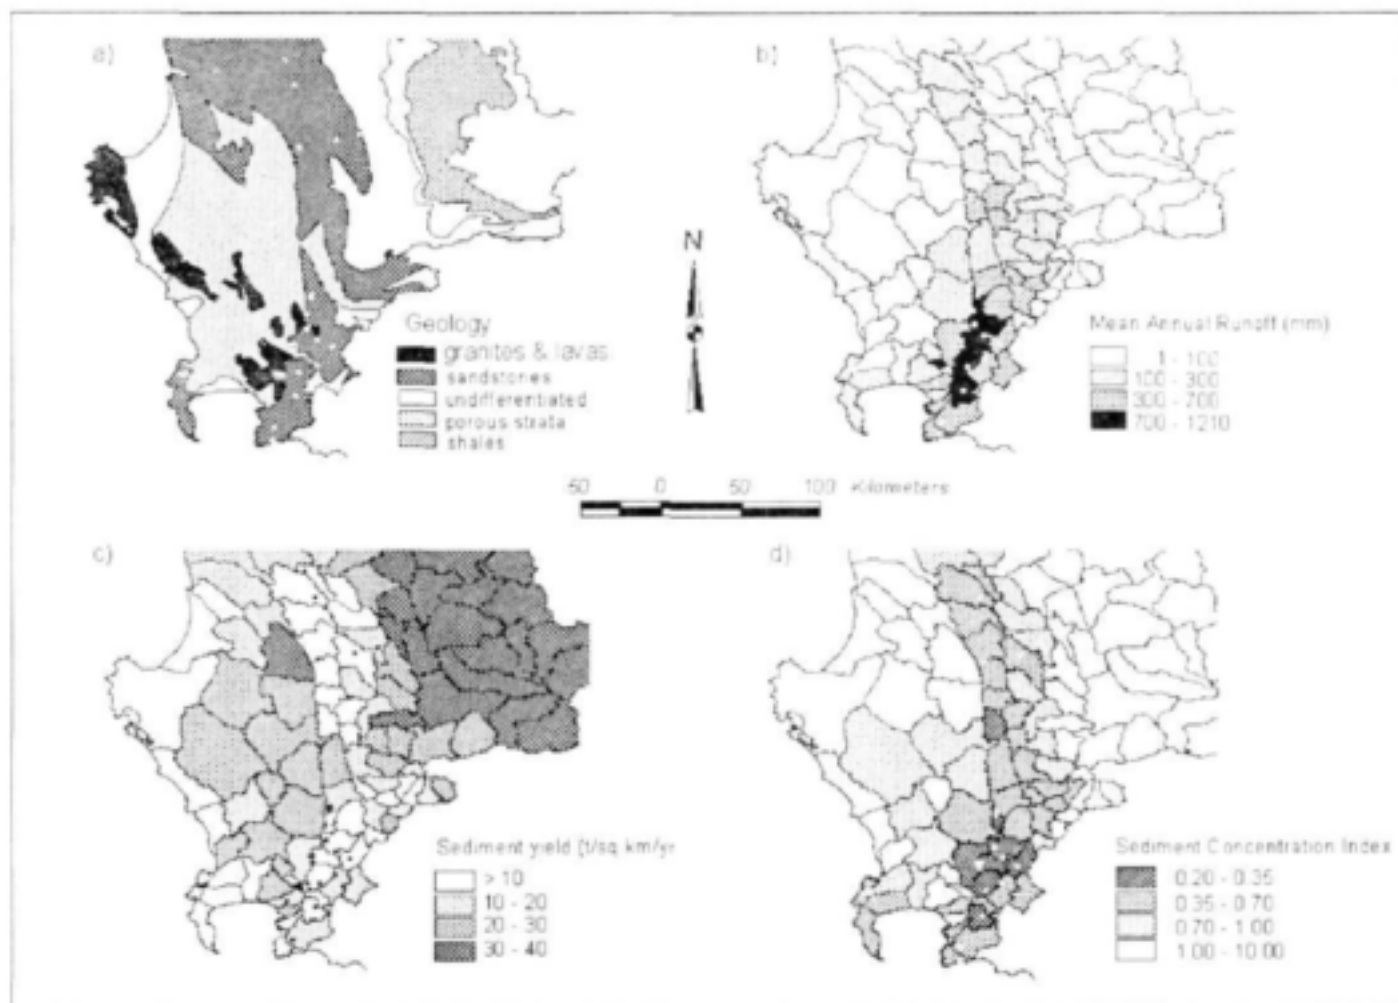 a)
b)
N
Geology
granites & lavas
sandstones
undifferentiated
porous strata
shales
Mean Annual Runoff (mm)
1 - 100
100 - 300
300 - 700
700 - 1210
50 0 50 100 Kilometers
c)
d)
Sediment yield (t/sq km/yr
> 10
10 - 20
20 - 30
30 - 40
Sediment Concentration Index
0.20 - 0.35
0.35 - 0.70
0.70 - 1.00
1.00 - 10.00